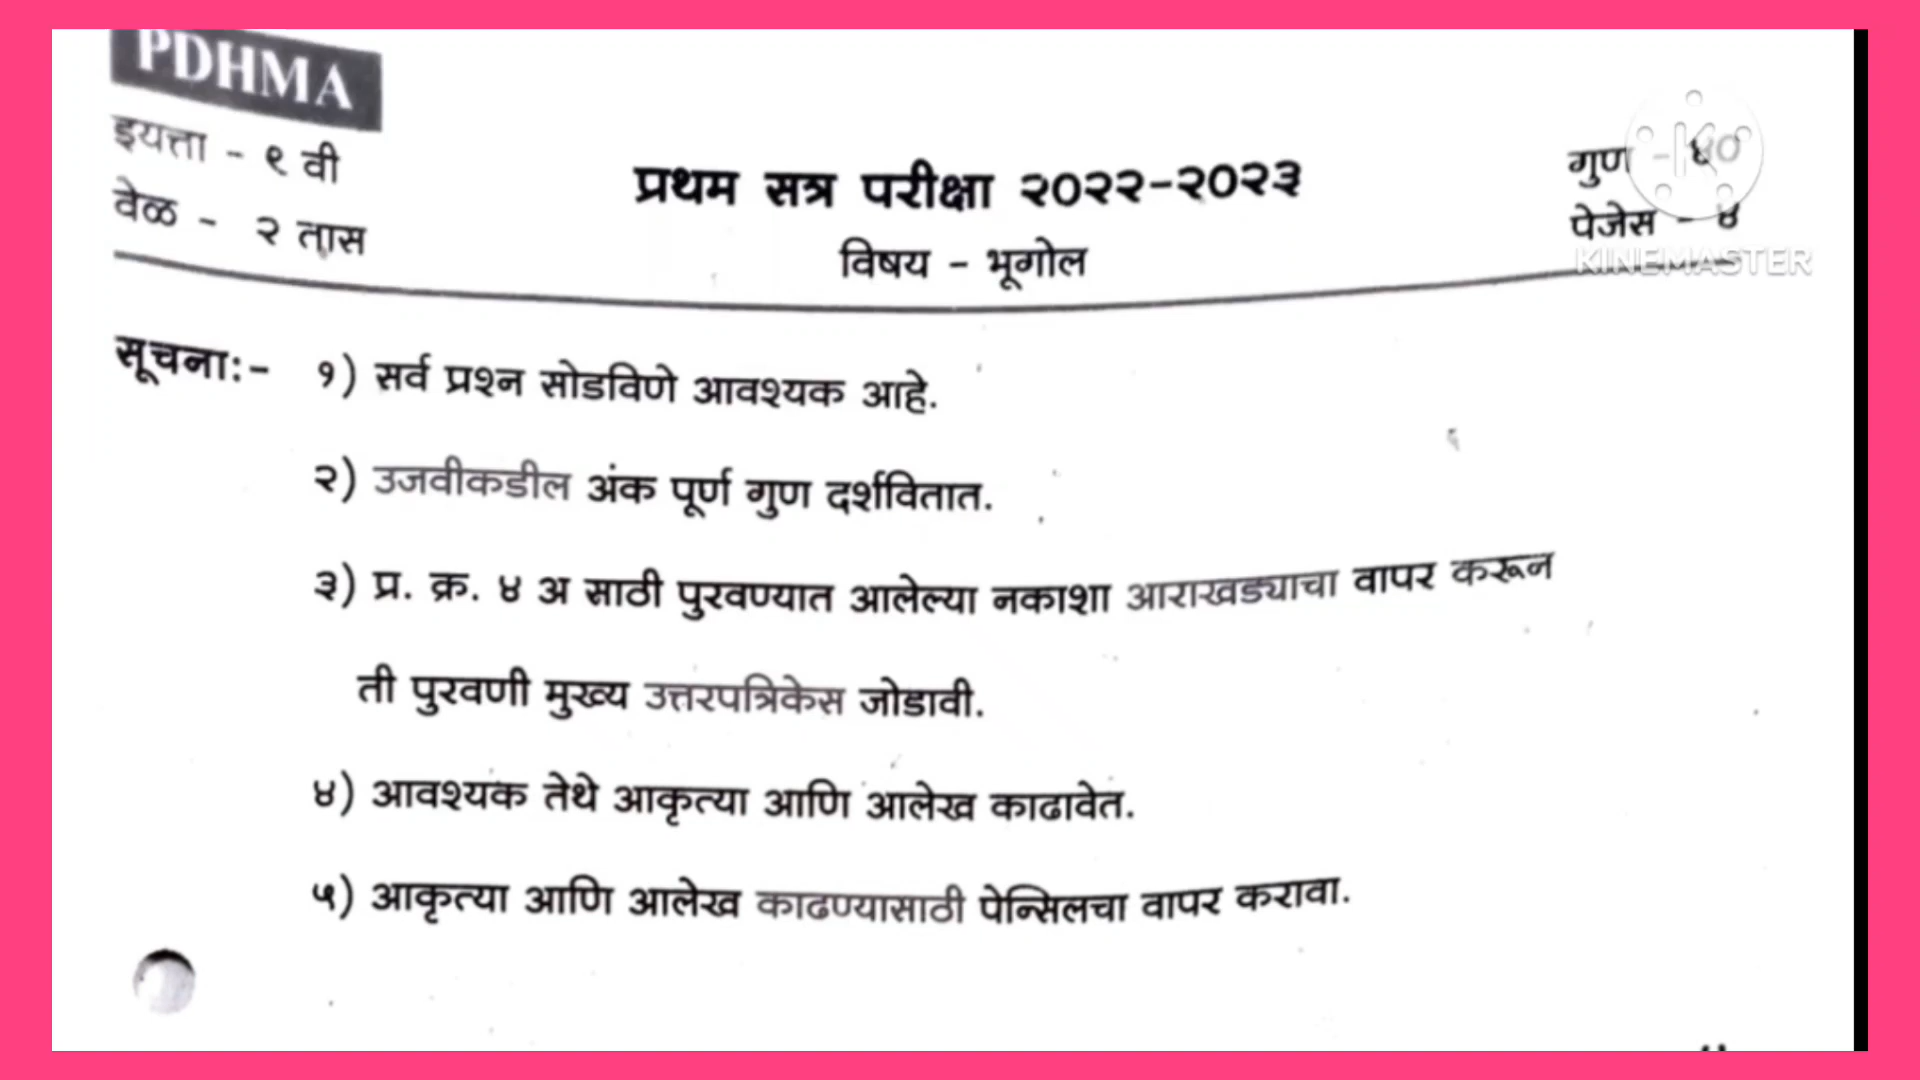 PDHMA
इयत्ता - ९ वी
वेळ - २ तास
प्रथम सत्र परीक्षा २०२२-२०२३
विषय - भूगोल
गुण - ४०
पेजेस - ४
KINEMASTER
सूचना:- १) सर्व प्रश्न सोडविणे आवश्यक आहे.
२) उजवीकडील अंक पूर्ण गुण दर्शवितात.
३) प्र. क्र. ४ अ साठी पुरवण्यात आलेल्या नकाशा आराखड्याचा वापर करून
ती पुरवणी मुख्य उत्तरपत्रिकेस जोडावी.
४) आवश्यक तेथे आकृत्या आणि आलेख काढावेत.
५) आकृत्या आणि आलेख काढण्यासाठी पेन्सिलचा वापर करावा.